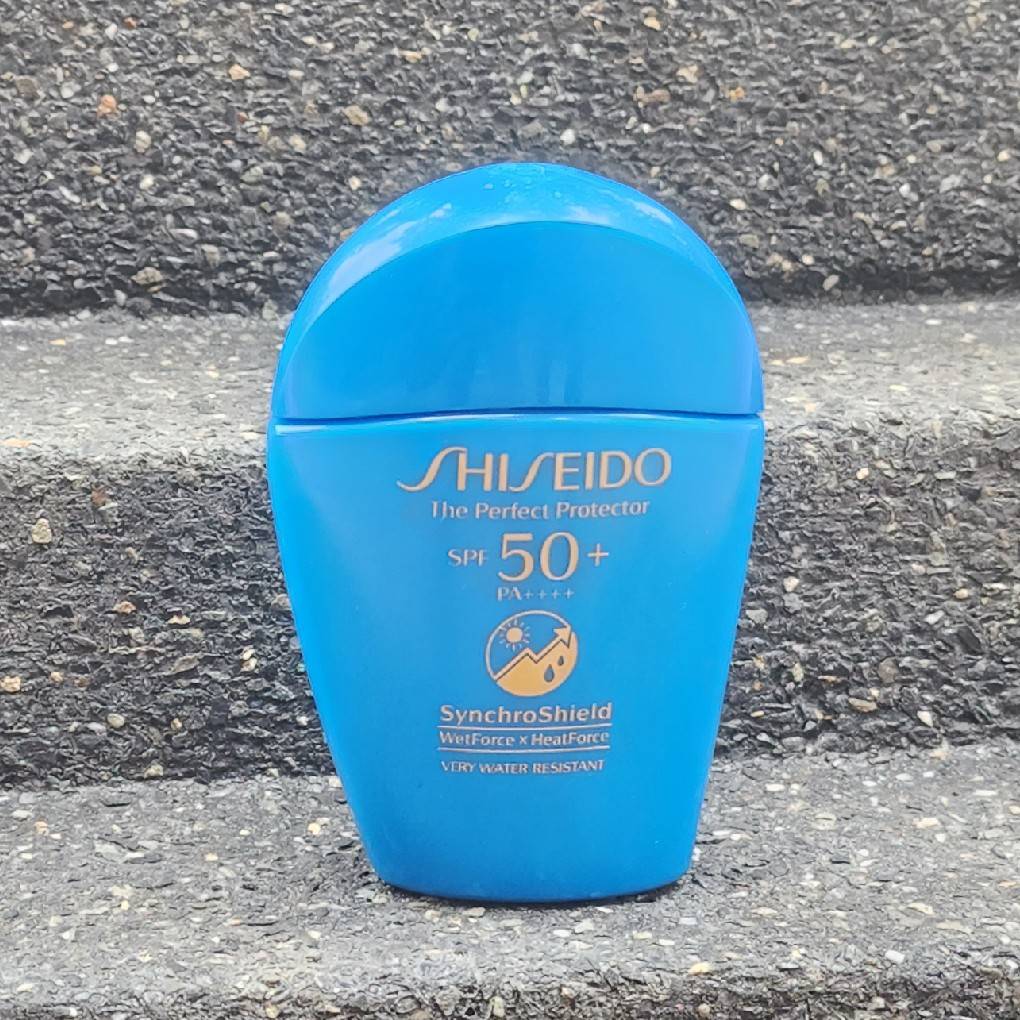 SHISEIDO
The Perfect Protector
SPF 50+
PA++++
SynchroShield
WetForce × HeatForce
VERY WATER RESISTANT